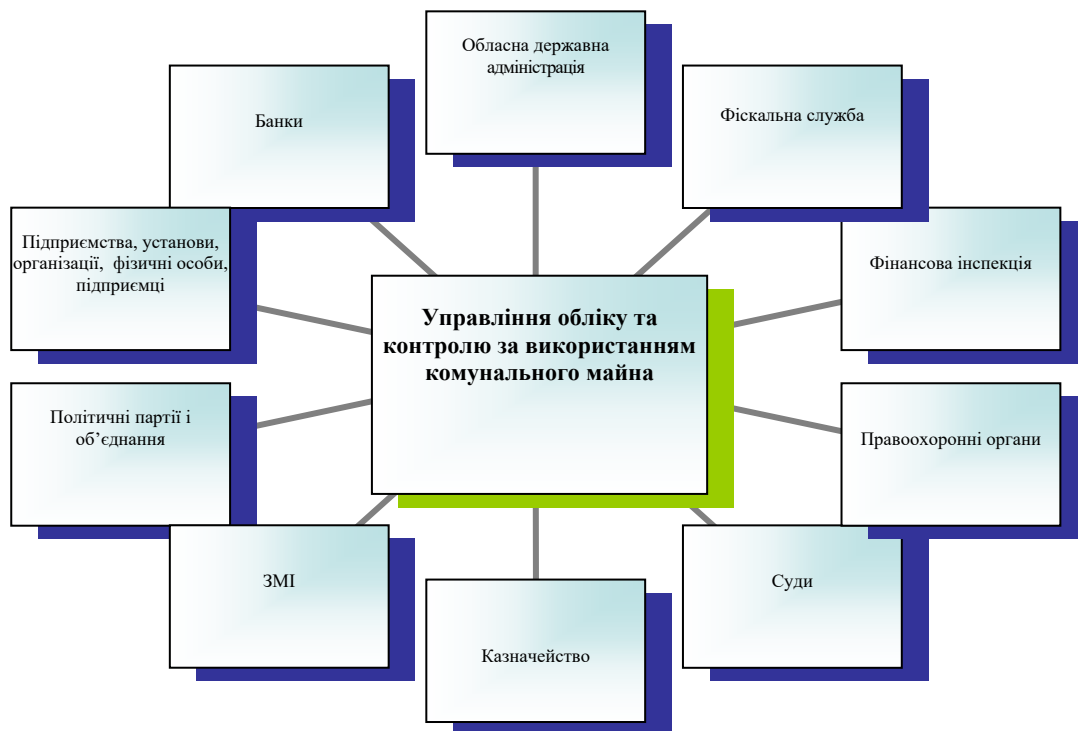 Обласна державна
адміністрація
Банки
Фіскальна служба
Підприємства, установи,
організації, фізичні особи,
підприємці
Фінансова інспекція
Управління обліку та
контролю за використанням
комунального майна
Політичні партії і
об’єднання
Правоохоронні органи
ЗМІ
Суди
Казначейство